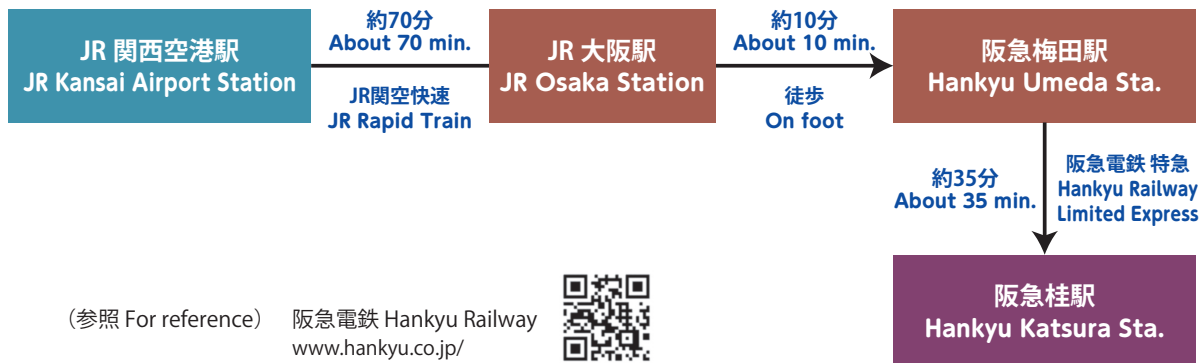 JR 関西空港駅
JR Kansai Airport Station
約70分
About 70 min.
JR関空快速
JR Rapid Train
JR 大阪駅
JR Osaka Station
約10分
About 10 min.
徒歩
On foot
阪急梅田駅
Hankyu Umeda Sta.
約35分
About 35 min.
阪急電鉄 特急
Hankyu Railway
Limited Express
阪急桂駅
Hankyu Katsura Sta.
（参照 For reference） 阪急電鉄 Hankyu Railway
www.hankyu.co.jp/